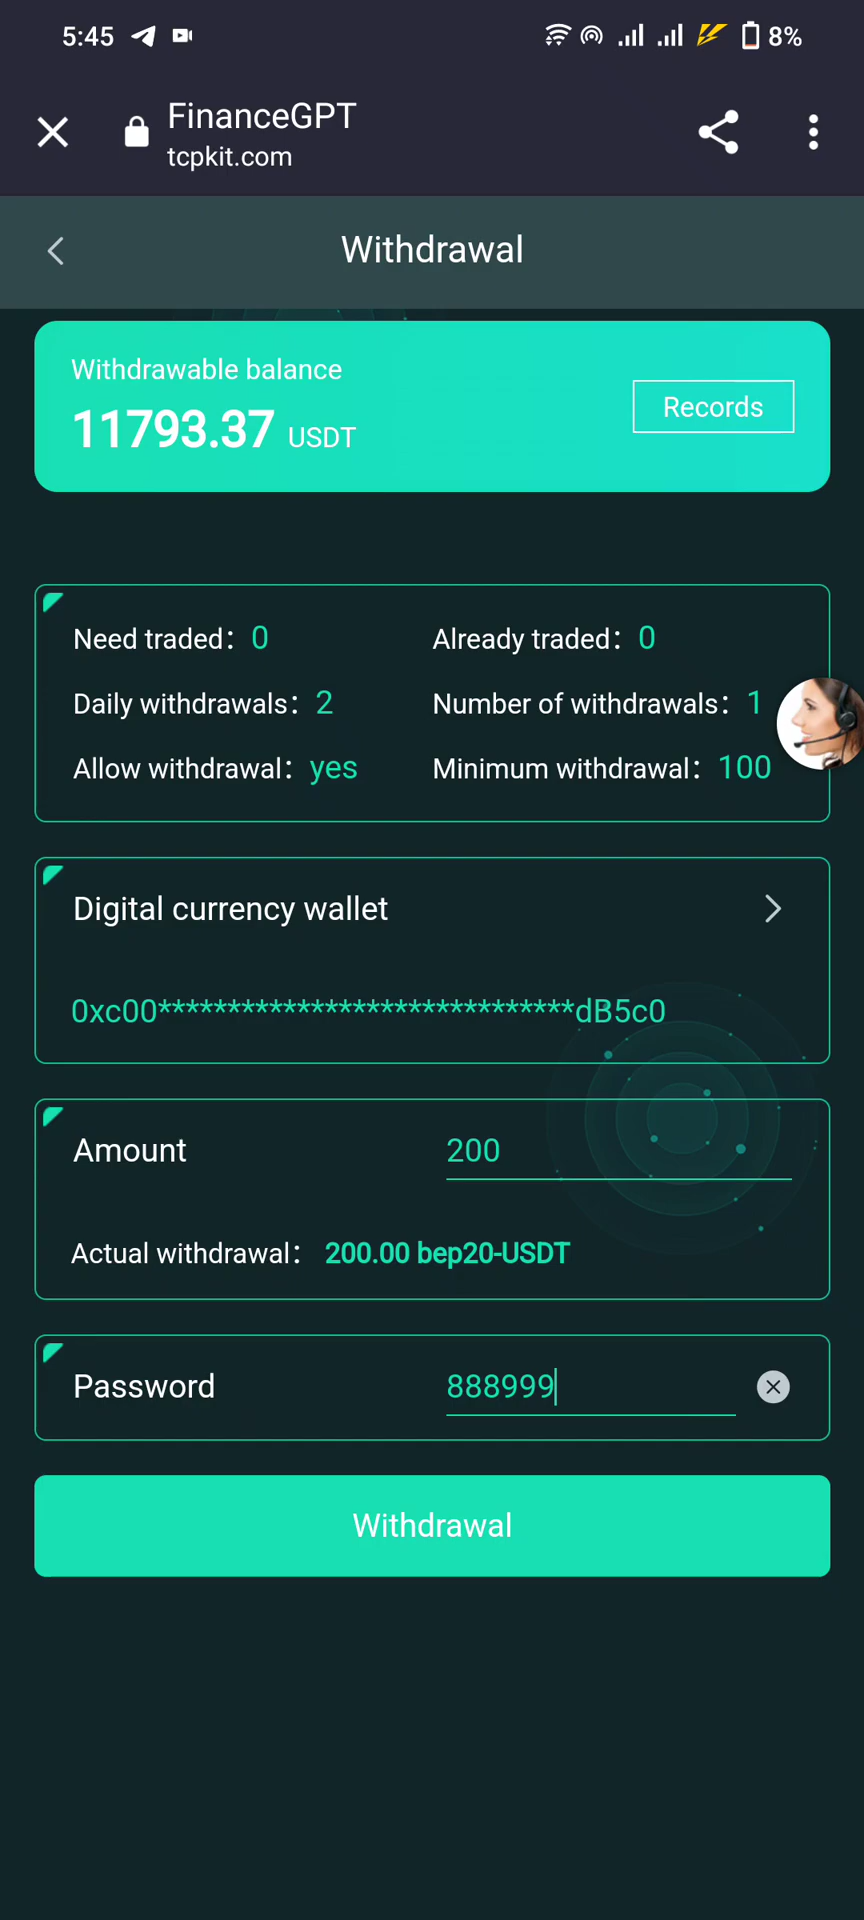 5:45 8%
FinanceGPT
tcpkit.com
Withdrawal
Withdrawable balance
11793.37 USDT
Records
Need traded： 0 Already traded： 0
Daily withdrawals： 2 Number of withdrawals： 1
Allow withdrawal： yes Minimum withdrawal： 100
Digital currency wallet
0xc00******************************dB5c0
Amount 200
Actual withdrawal： 200.00 bep20-USDT
Password 888999
Withdrawal